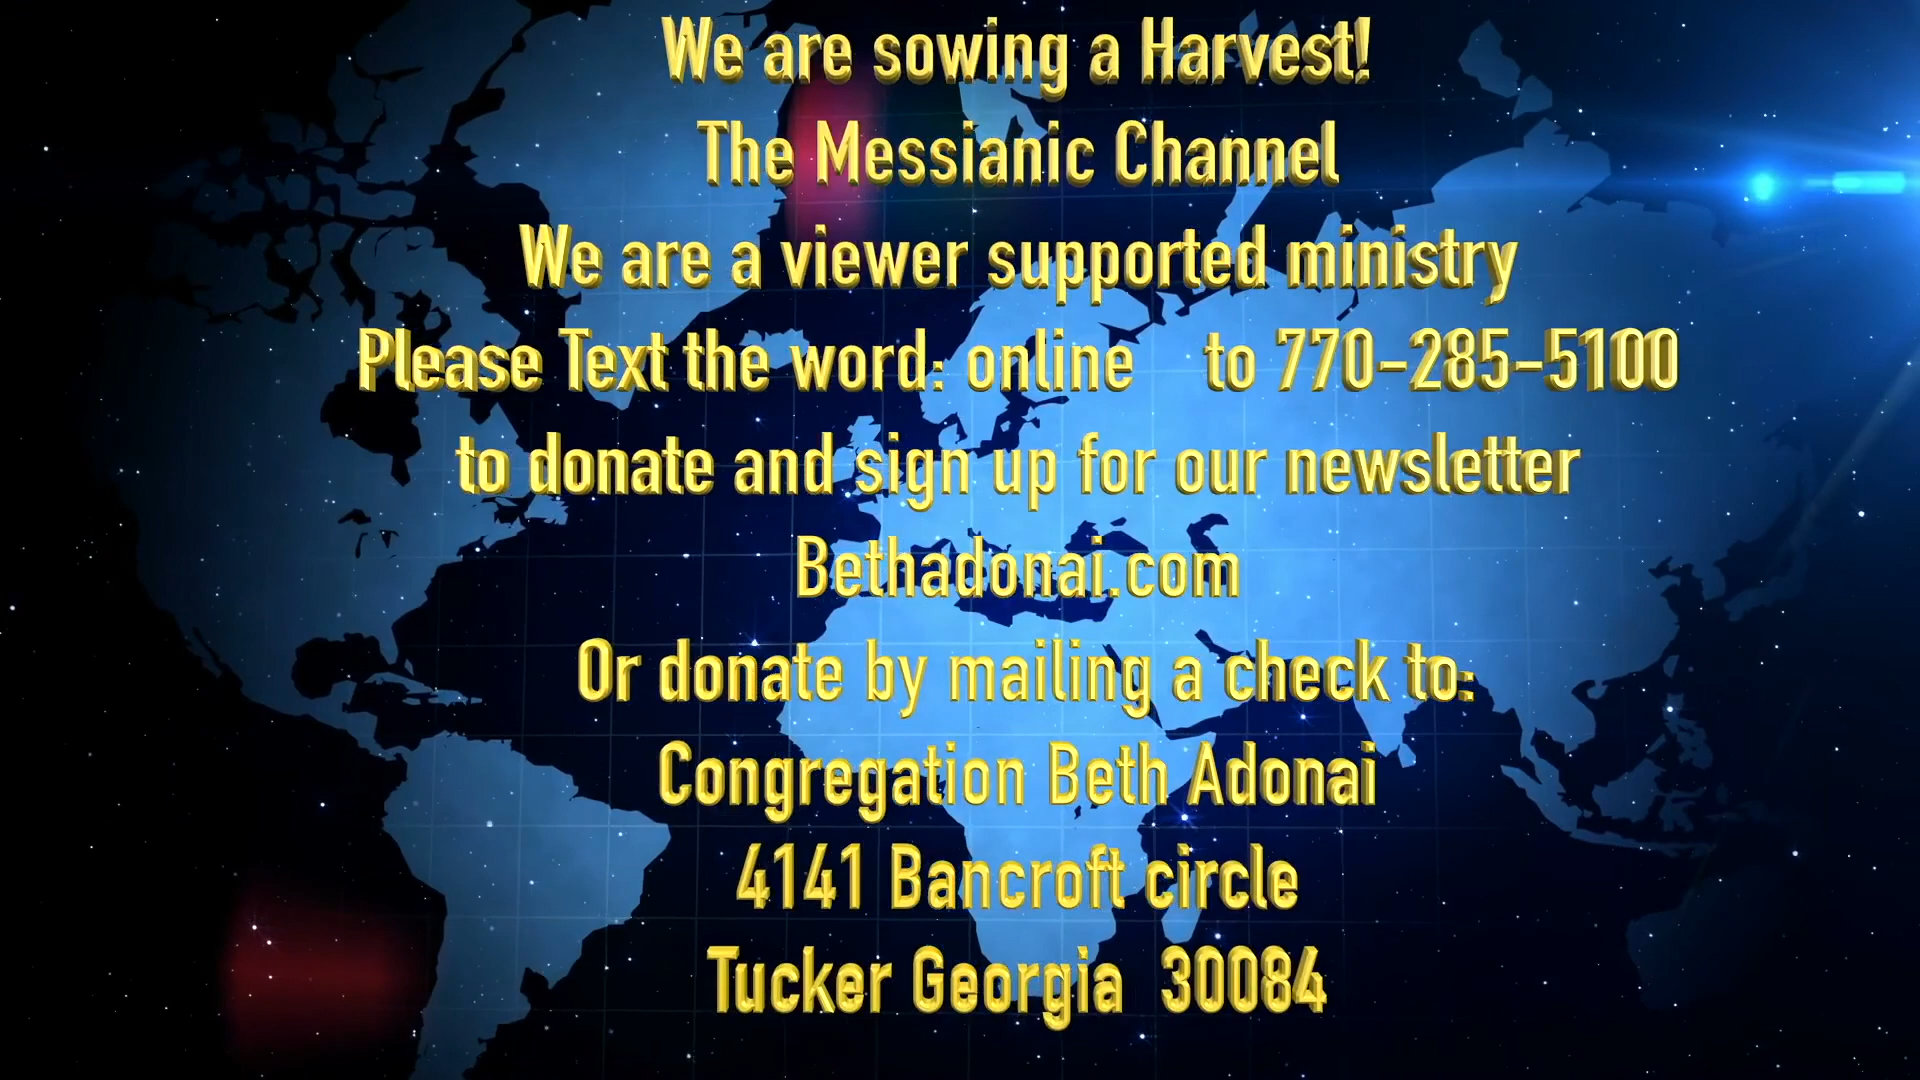 We are sowing a Harvest!
The Messianic Channel
We are a viewer supported ministry
Please Text the word: online to 770-285-5100
to donate and sign up for our newsletter
Bethadonai.com
Or donate by mailing a check to:
Congregation Beth Adonai
4141 Bancroft circle
Tucker Georgia 30084